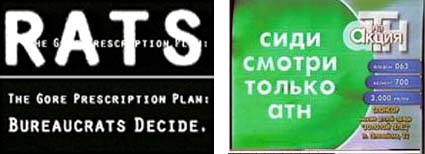 RATS
THE GORE PRESCRIPTION PLAN:
THE GORE PRESCRIPTION PLAN:
BUREAUCRATS DECIDE.
СИДИ
СМОТРИ
ТОЛЬКО
АТН
акция
063
700
3,000